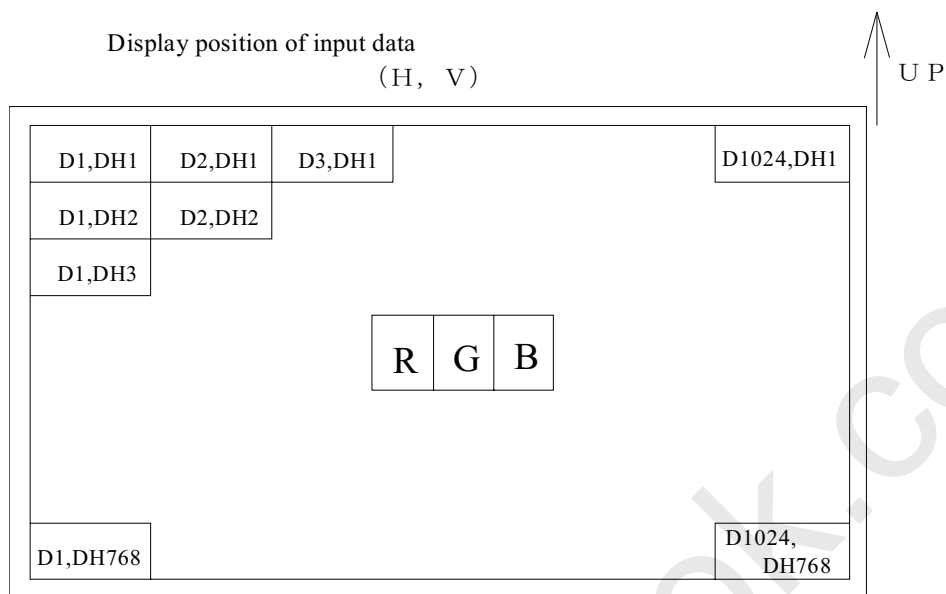 Display position of input data
(H, V)
UP
D1,DH1 D2,DH1 D3,DH1 D1024,DH1
D1,DH2 D2,DH2
D1,DH3
R G B
D1,DH768 D1024,
DH768